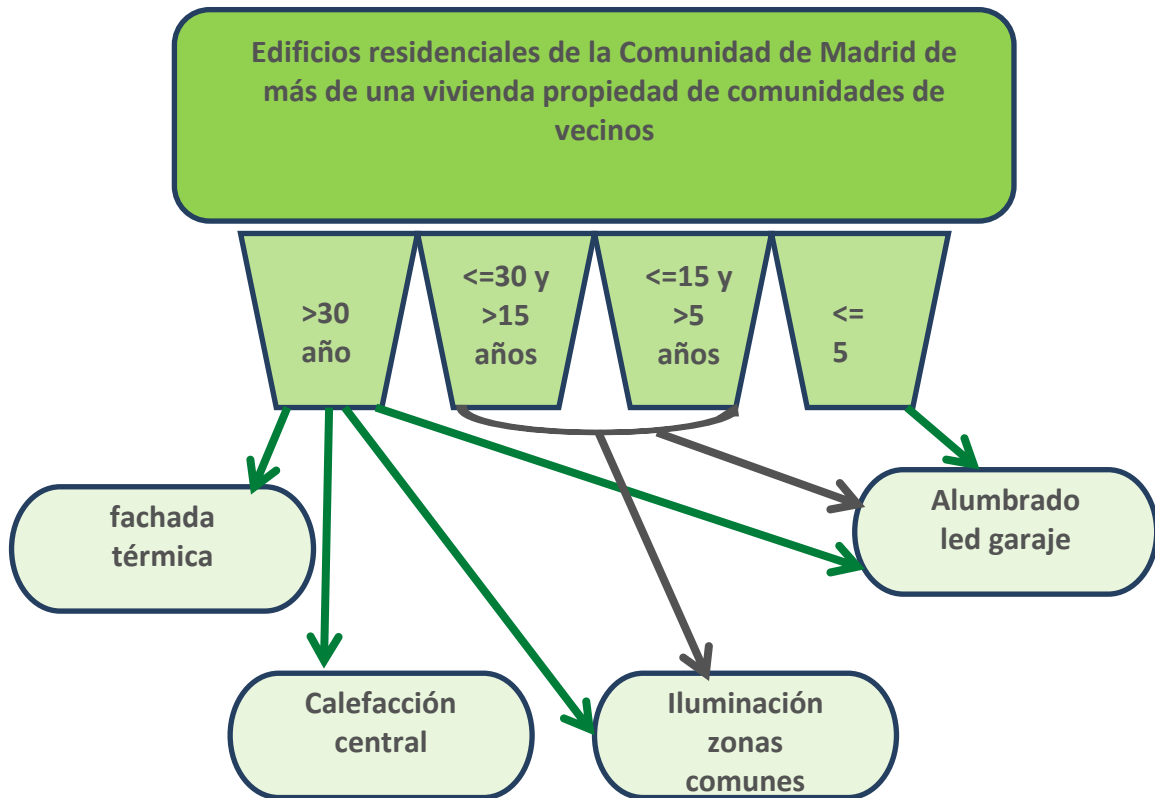 Edificios residenciales de la Comunidad de Madrid de
más de una vivienda propiedad de comunidades de
vecinos
>30
año
<=30 y
>15
años
<=15 y
>5
años
<=
5
fachada
térmica
Alumbrado
led garaje
Calefacción
central
Iluminación
zonas
comunes